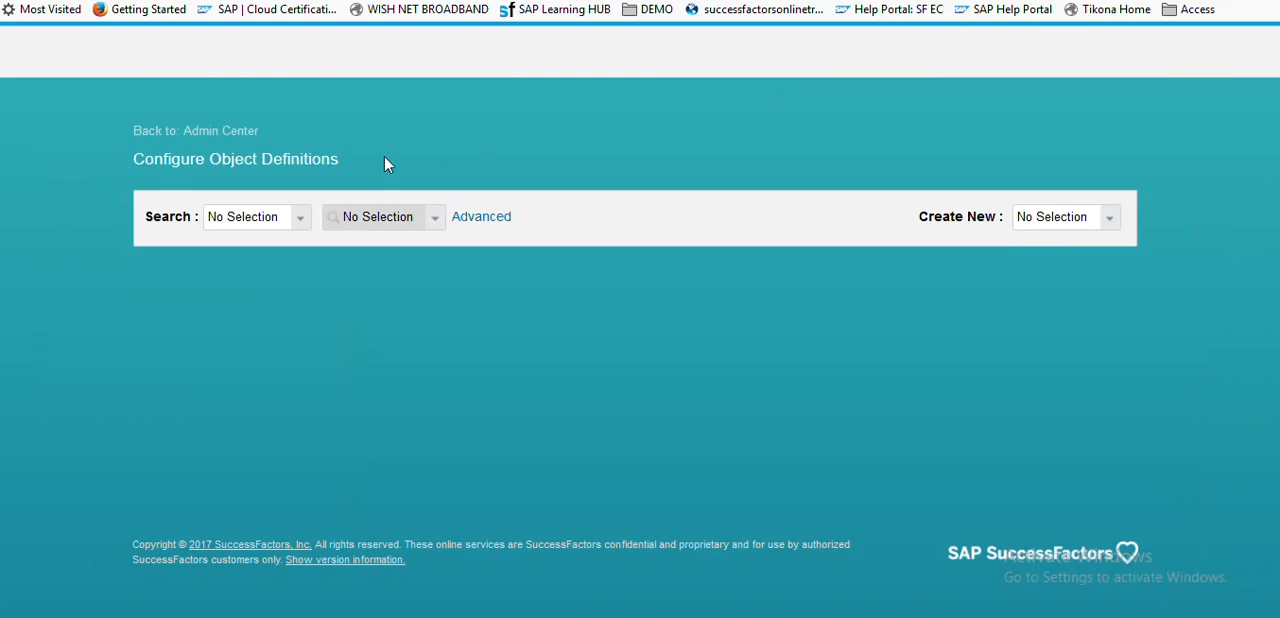 Most Visited Getting Started SAP | Cloud Certificati... WISH NET BROADBAND SAP Learning HUB DEMO successfactorsonlinetr... Help Portal: SF EC SAP Help Portal Tikona Home Access
Back to: Admin Center
Configure Object Definitions
Search : No Selection No Selection Advanced Create New : No Selection
Copyright © 2017 SuccessFactors, Inc. All rights reserved. These online services are SuccessFactors confidential and proprietary and for use by authorized
SuccessFactors customers only. Show version information.
SAP SuccessFactors
Activate Windows
Go to Settings to activate Windows.